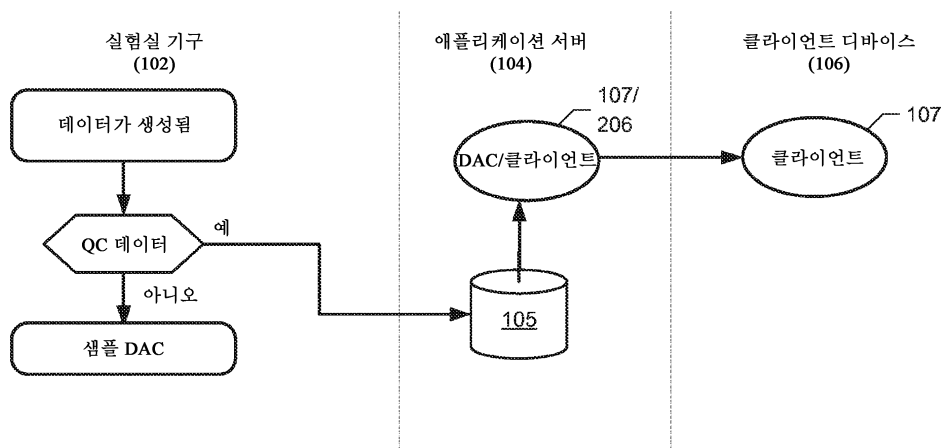 실험실 기구
(102)
애플리케이션 서버
(104)
클라이언트 디바이스
(106)
데이터가 생성됨
107/
206
DAC/클라이언트
107
클라이언트
QC 데이터
예
아니오
105
샘플 DAC